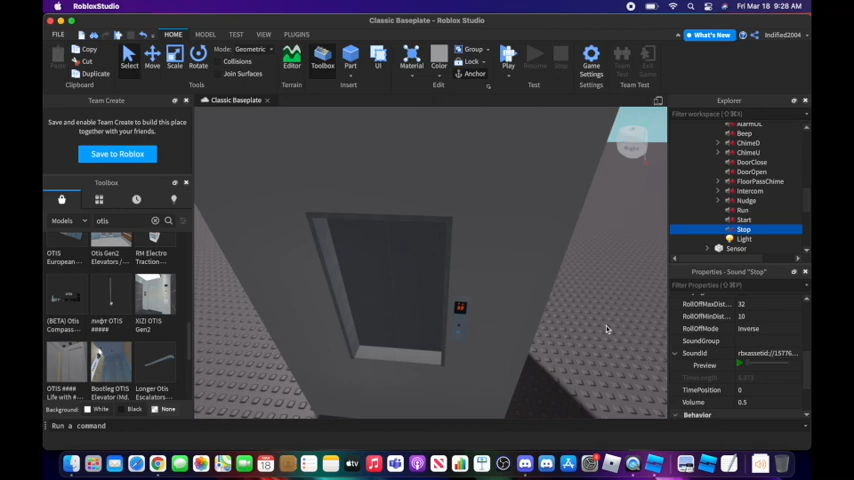 RobloxStudio
Fri Mar 18 9:28 AM
Classic Baseplate - Roblox Studio
FILE HOME MODEL TEST VIEW PLUGINS
What's New
Indified2004
Paste Copy
Cut
Duplicate
Clipboard
Select Move Scale Rotate
Mode: Geometric
Collisions
Join Surfaces
Tools
Editor
Terrain
Toolbox Part UI
Insert
Material Color
Group
Lock
Anchor
Edit
Play Resume Stop
Test
Game Settings
Settings
Team Test Exit Game
Team Test
Team Create
Save and enable Team Create to build this place together with your friends.
Save to Roblox
Toolbox
Models otis
OTIS European...
Otis Gen2 Elevators /...
RM Electro Traction-...
(BETA) Otis Compass...
лифт OTIS #####
XIZI OTIS Gen2
OTIS #### Life with #...
Bootleg OTIS Elevator (Md.
Longer Otis Escalators...
Background: White Black None
Run a command
Classic Baseplate
Right
Explorer
Filter workspace (⇧⌘X)
AlarmOL
Beep
ChimeD
ChimeU
DoorClose
DoorOpen
FloorPassChime
Intercom
Nudge
Run
Start
Stop
Light
Sensor
Properties - Sound "Stop"
Filter Properties (⇧⌘P)
RollOffMaxDist... 32
RollOffMinDist... 10
RollOffMode Inverse
SoundGroup
SoundId rbxassetid://15776...
Preview
TimeLength 0.373
TimePosition 0
Volume 0.5
Behavior